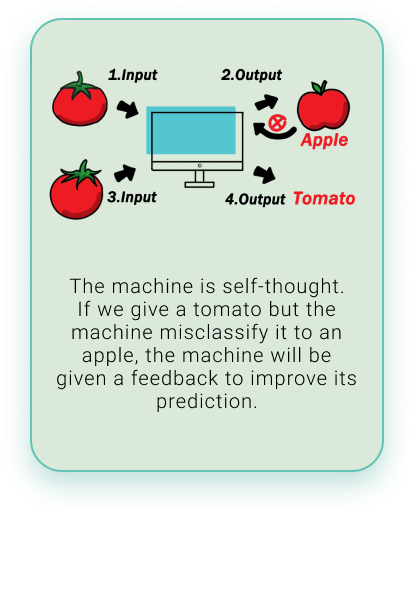 1.Input
2.Output
Apple
3.Input
4.Output Tomato
The machine is self-thought.
If we give a tomato but the
machine misclassify it to an
apple, the machine will be
given a feedback to improve its
prediction.